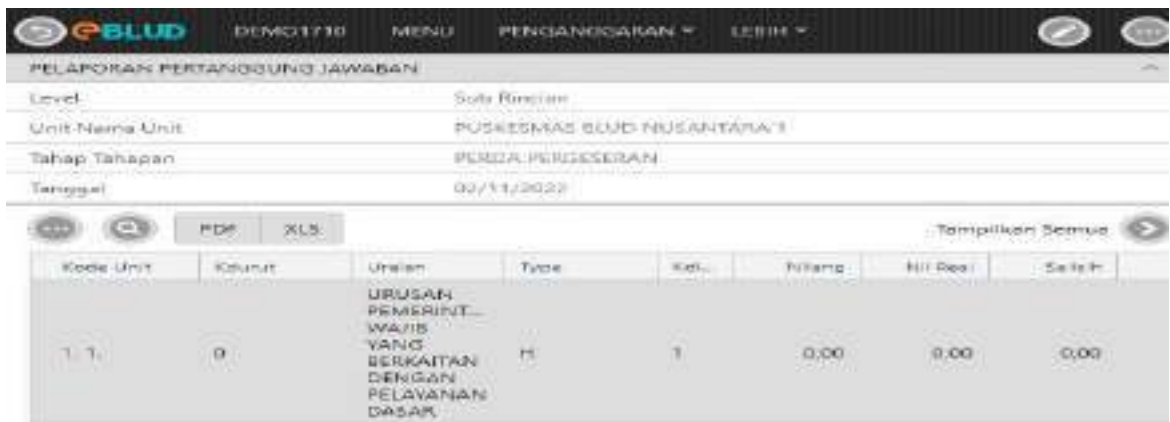 eBLUD DEMO1710 MENU PENGANGGARAN LEBIH
PELAPORAN PERTANGGUNG JAWABAN
Level Sub Rincian
Unit Nama Unit PUSKESMAS BLUD NUSANTARA 1
Tahap Tahapan PERDA PERGESERAN
Tanggal 02/11/2022
PDF XLS Tampilkan Semua
Kode Unit Kdurut Uraian Type Kel... Nilang Nil Real Selisih
URUSAN
PEMERINT...
WAJIB
YANG
1. 1. 0 BERKAITAN H 1 0,00 0,00 0,00
DENGAN
PELAYANAN
DASAR